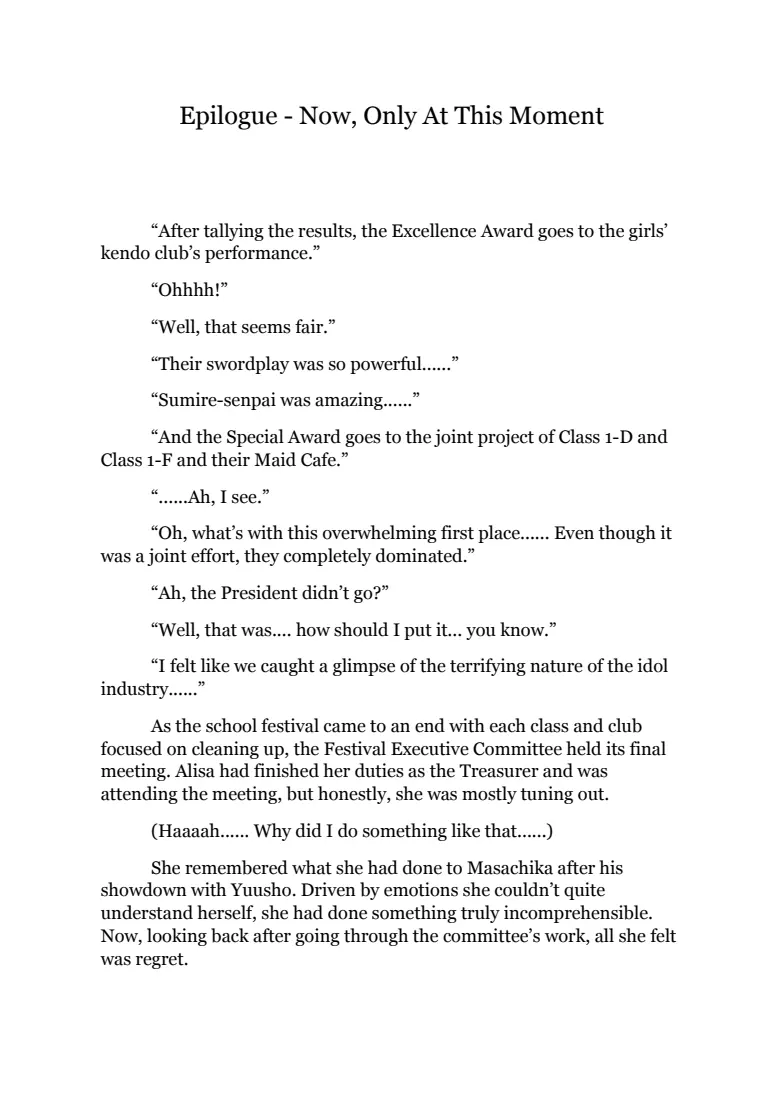 Epilogue - Now, Only At This Moment
“After tallying the results, the Excellence Award goes to the girls’
kendo club’s performance.”
“Ohhhh!”
“Well, that seems fair.”
“Their swordplay was so powerful......”
“Sumire-senpai was amazing......”
“And the Special Award goes to the joint project of Class 1-D and
Class 1-F and their Maid Cafe.”
“......Ah, I see.”
“Oh, what’s with this overwhelming first place...... Even though it
was a joint effort, they completely dominated.”
“Ah, the President didn’t go?”
“Well, that was.... how should I put it... you know.”
“I felt like we caught a glimpse of the terrifying nature of the idol
industry......”
As the school festival came to an end with each class and club
focused on cleaning up, the Festival Executive Committee held its final
meeting. Alisa had finished her duties as the Treasurer and was
attending the meeting, but honestly, she was mostly tuning out.
(Haaaah...... Why did I do something like that......)
She remembered what she had done to Masachika after his
showdown with Yuusho. Driven by emotions she couldn’t quite
understand herself, she had done something truly incomprehensible.
Now, looking back after going through the committee’s work, all she felt
was regret.